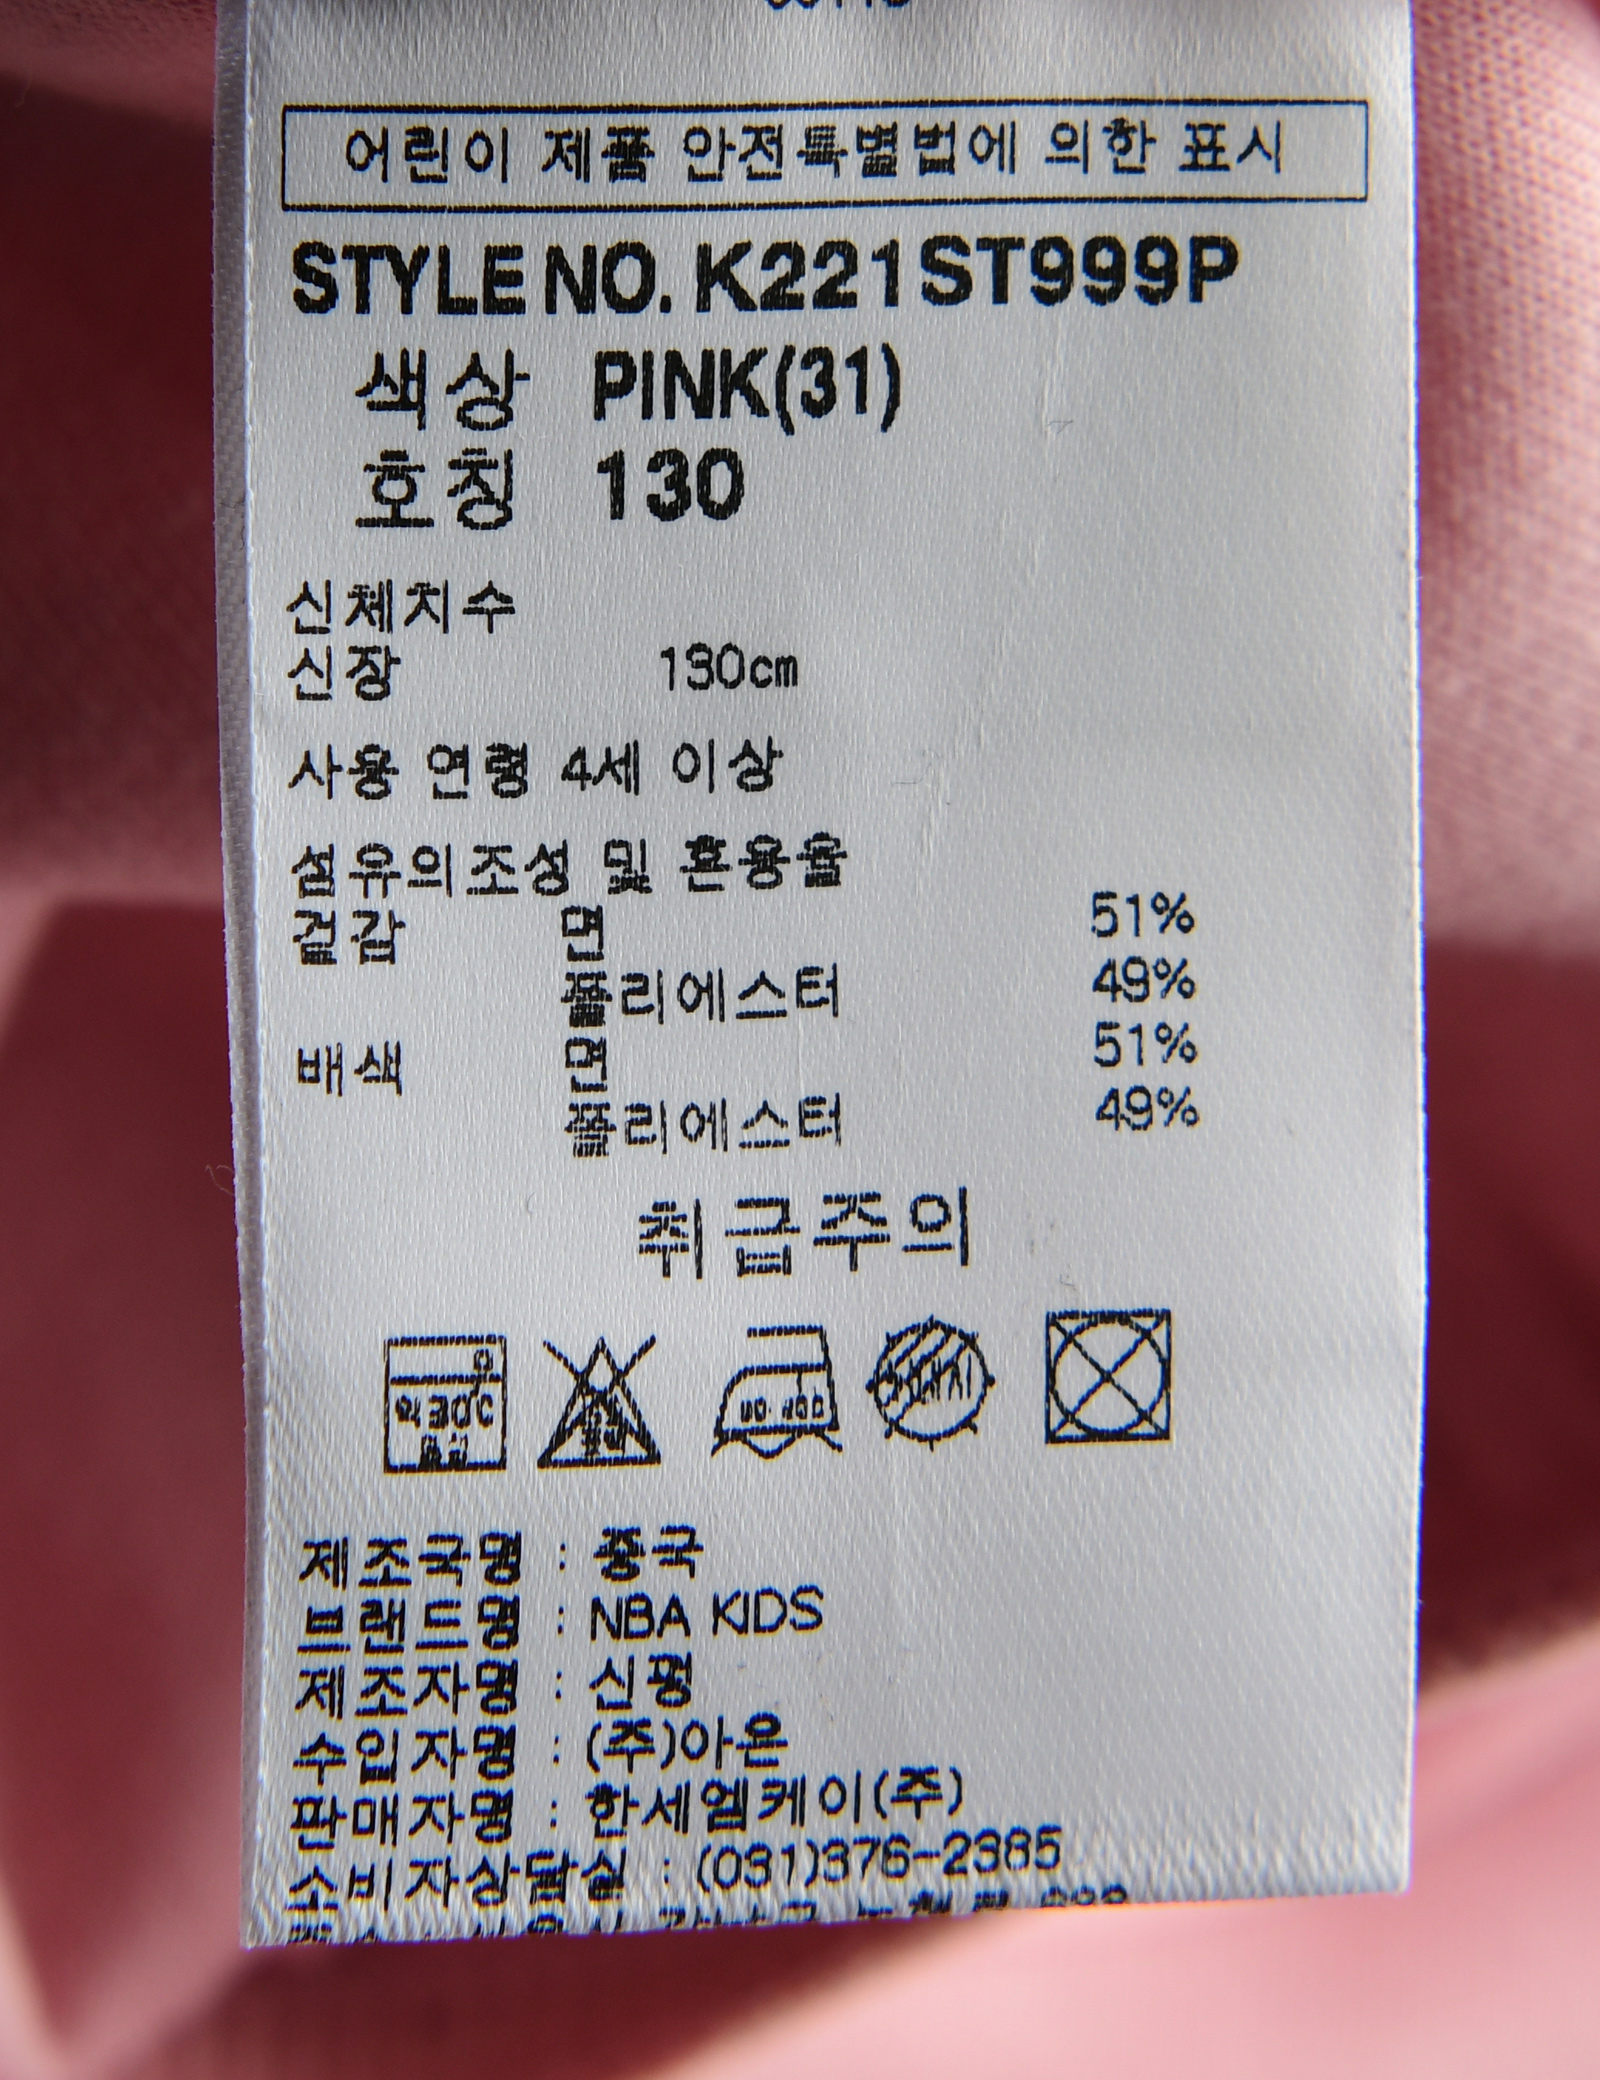 어린이 제품 안전특별법에 의한 표시
STYLE NO. K221ST999P
색상 PINK(31)
호칭 130
신체치수
신장 130cm
사용 연령 4세 이상
섬유의조성 및 혼용율
겉감 면 51%
폴리에스터 49%
배색 면 51%
폴리에스터 49%
취급주의
약30℃
제조국명 : 중국
브랜드명 : NBA KIDS
제조자명 : 신평
수입자명 : (주)아은
판매자명 : 한세엠케이(주)
소비자상담실 : (031)376-2385